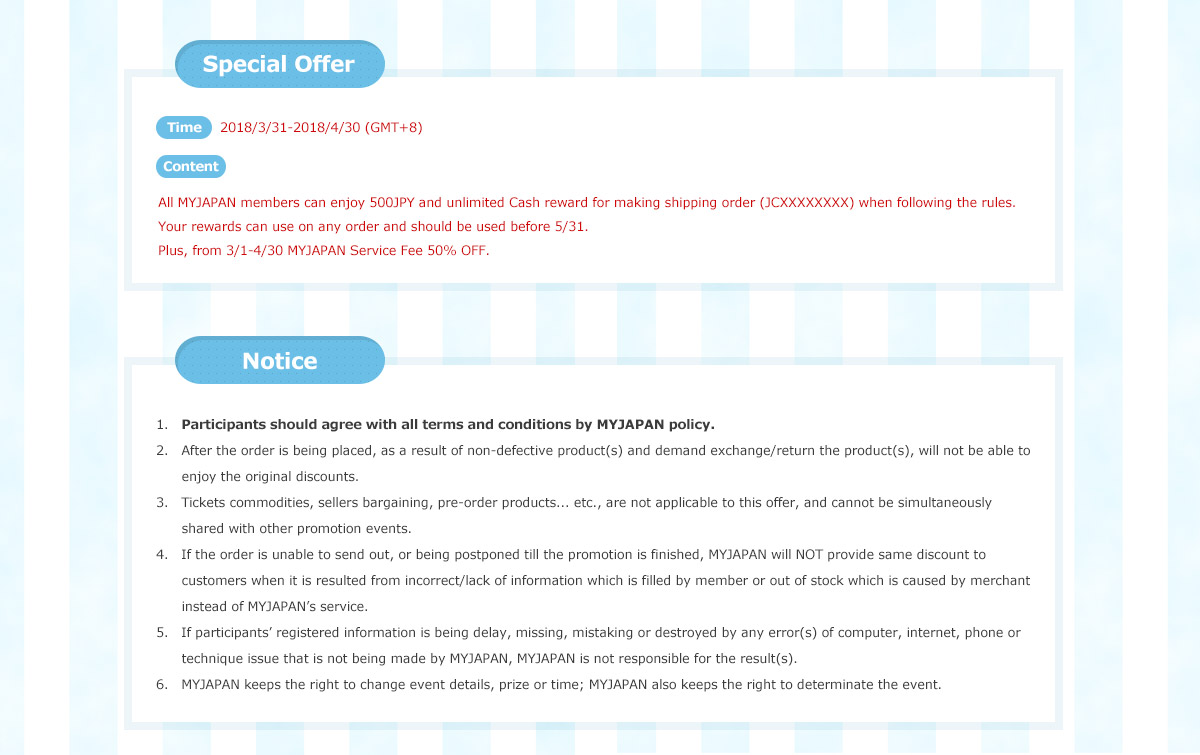 Special Offer
Time 2018/3/31-2018/4/30 (GMT+8)
Content
All MYJAPAN members can enjoy 500JPY and unlimited Cash reward for making shipping order (JCXXXXXXXX) when following the rules.
Your rewards can use on any order and should be used before 5/31.
Plus, from 3/1-4/30 MYJAPAN Service Fee 50% OFF.
Notice
1. Participants should agree with all terms and conditions by MYJAPAN policy.
2. After the order is being placed, as a result of non-defective product(s) and demand exchange/return the product(s), will not be able to
enjoy the original discounts.
3. Tickets commodities, sellers bargaining, pre-order products... etc., are not applicable to this offer, and cannot be simultaneously
shared with other promotion events.
4. If the order is unable to send out, or being postponed till the promotion is finished, MYJAPAN will NOT provide same discount to
customers when it is resulted from incorrect/lack of information which is filled by member or out of stock which is caused by merchant
instead of MYJAPAN’s service.
5. If participants’ registered information is being delay, missing, mistaking or destroyed by any error(s) of computer, internet, phone or
technique issue that is not being made by MYJAPAN, MYJAPAN is not responsible for the result(s).
6. MYJAPAN keeps the right to change event details, prize or time; MYJAPAN also keeps the right to determinate the event.